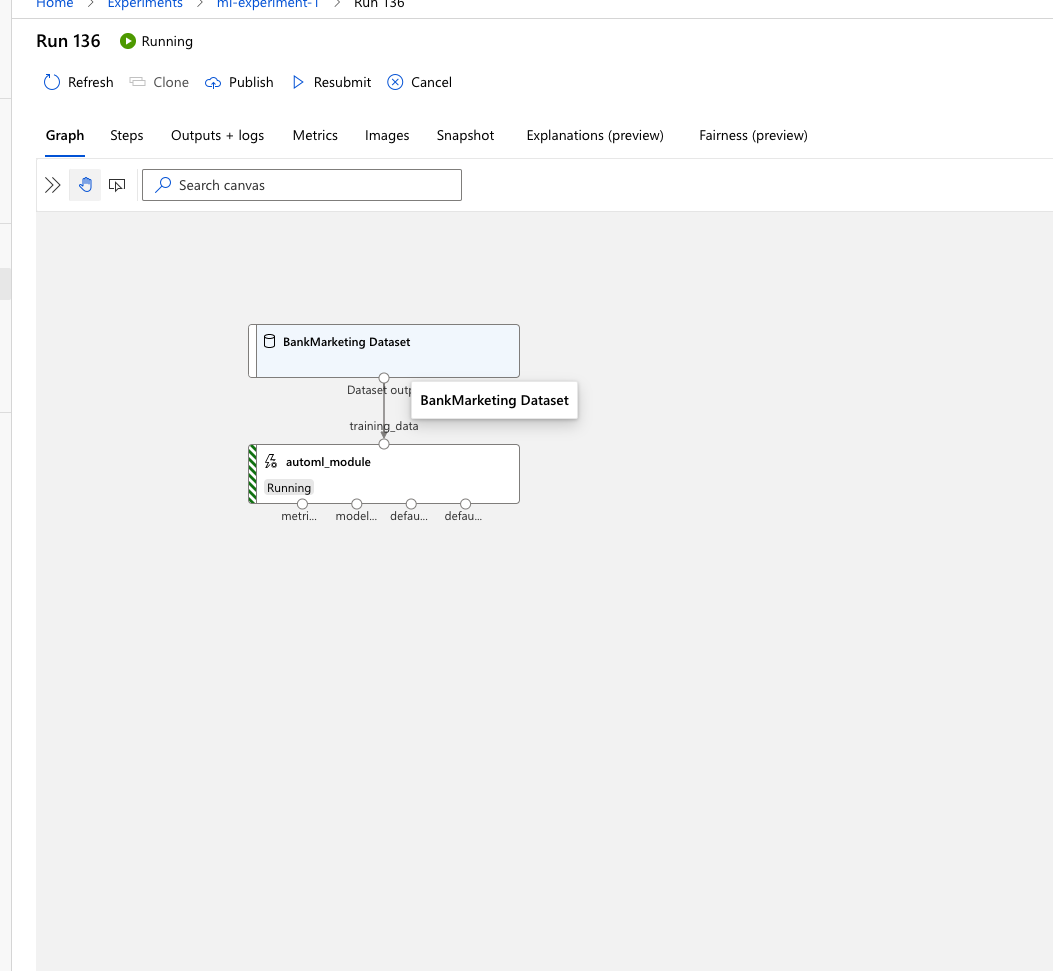 Home > Experiments > ml-experiment-1 > Run 136
Run 136 Running
Refresh Clone Publish Resubmit Cancel
Graph Steps Outputs + logs Metrics Images Snapshot Explanations (preview) Fairness (preview)
Search canvas
BankMarketing Dataset
Dataset outp
BankMarketing Dataset
training_data
automl_module
Running
metri... model... defau... defau...